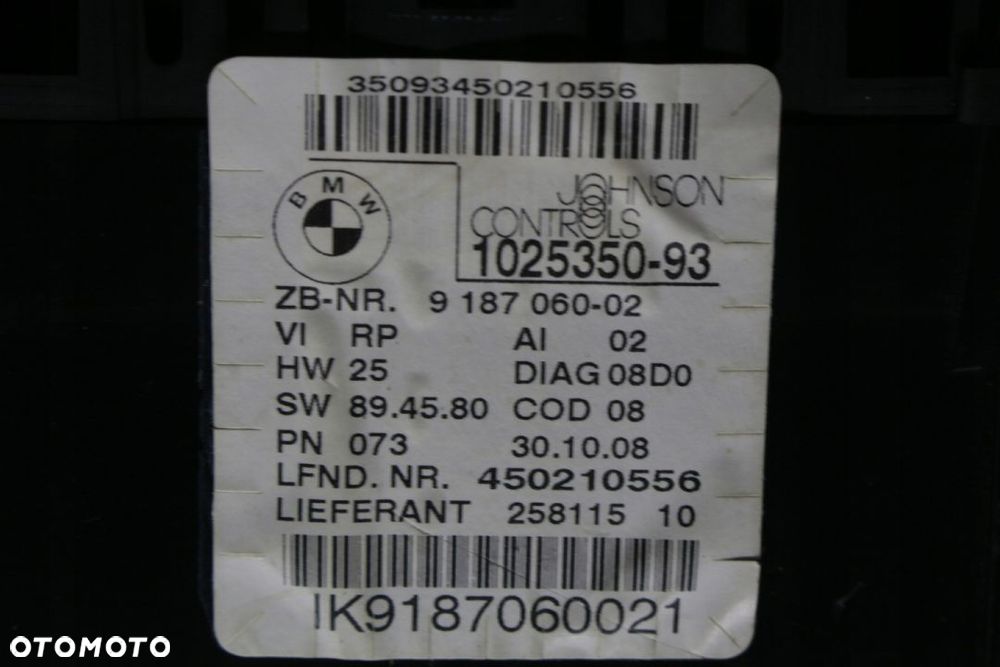 35093450210556
BMW
JOHNSON
CONTROLS
1025350-93
ZB-NR. 9 187 060-02
VI RP AI 02
HW 25 DIAG 08D0
SW 89.45.80 COD 08
PN 073 30.10.08
LFND. NR. 450210556
LIEFERANT 258115 10
IK9187060021
OTOMOTO